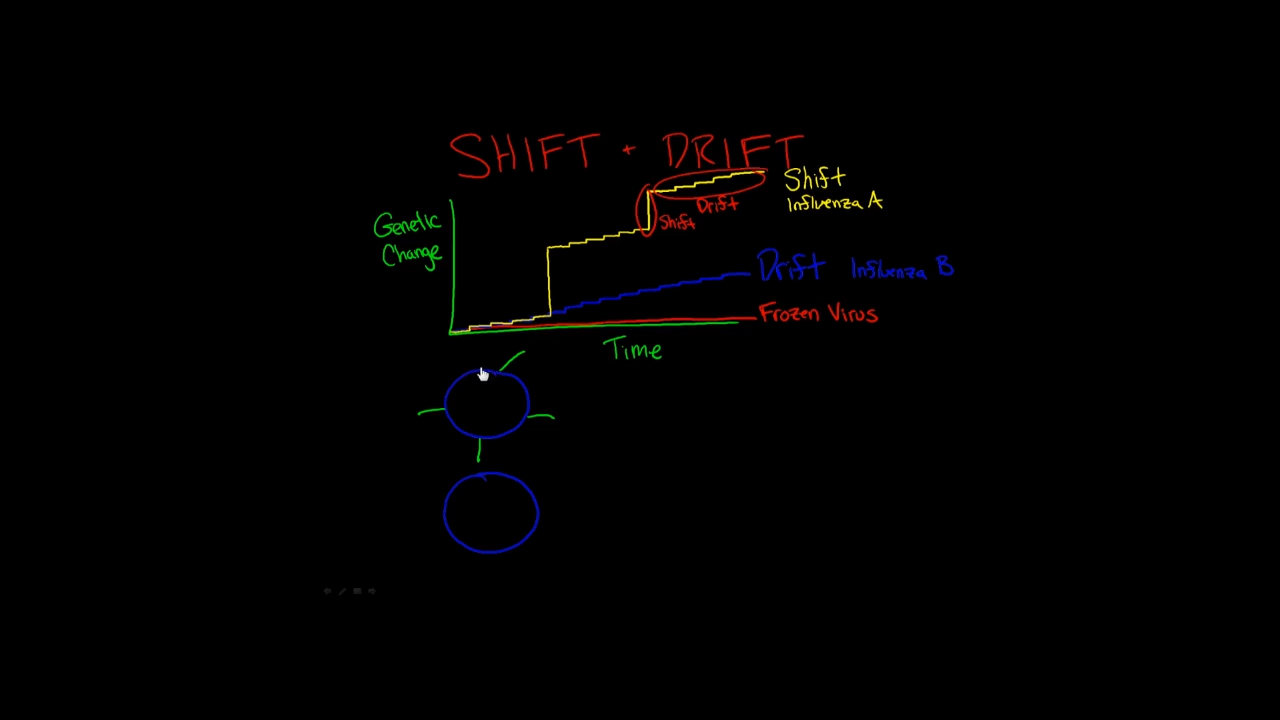 SHIFT + DRIFT
Shift
Influenza A
Drift
Shift
Genetic
Change
Drift Influenza B
Frozen Virus
Time